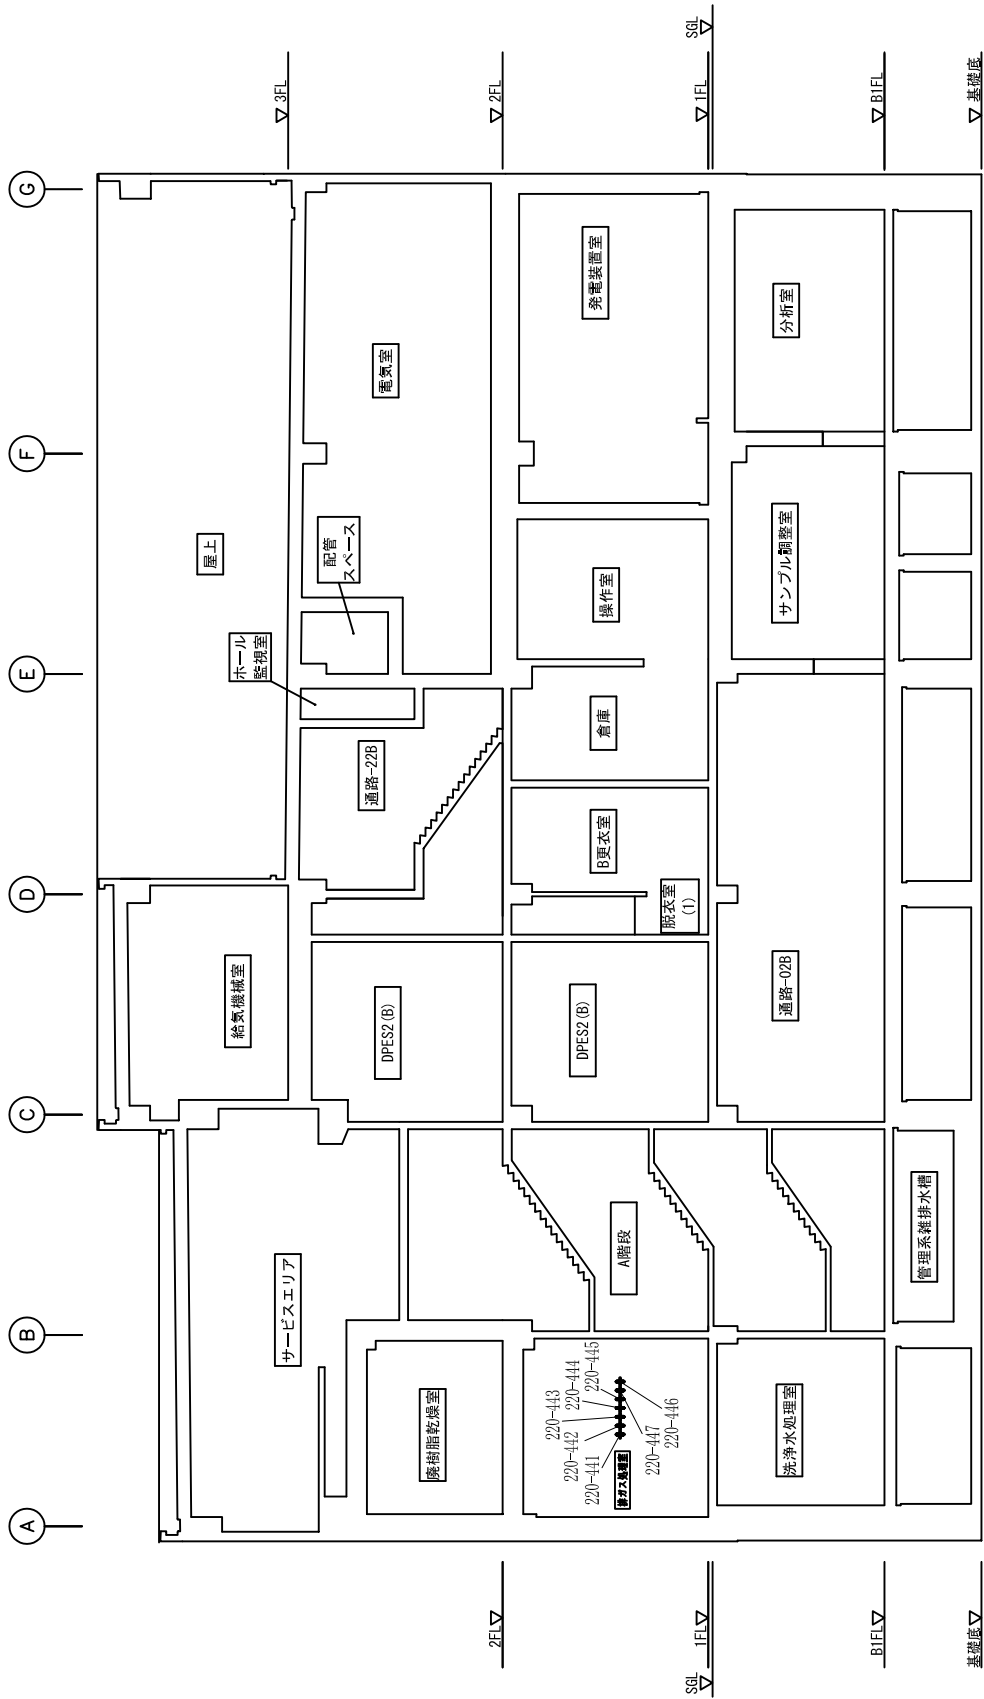 A
B
C
D
E
F
G
屋上
給気機械室
サービスエリア
3FL
ホール
監視室
配管
スペース
電気室
通路-22B
DPES2(B)
廃樹脂乾燥室
2FL
2FL
発電装置室
操作室
倉庫
B更衣室
脱衣室
(1)
DPES2(B)
A階段
220-443
220-444
220-445
220-442
220-441
220-447
220-446
排ガス処理室
1FL
SGL
1FL
SGL
分析室
サンプル調整室
通路-02B
洗浄水処理室
B1FL
B1FL
管理系雑排水槽
基礎底
基礎底